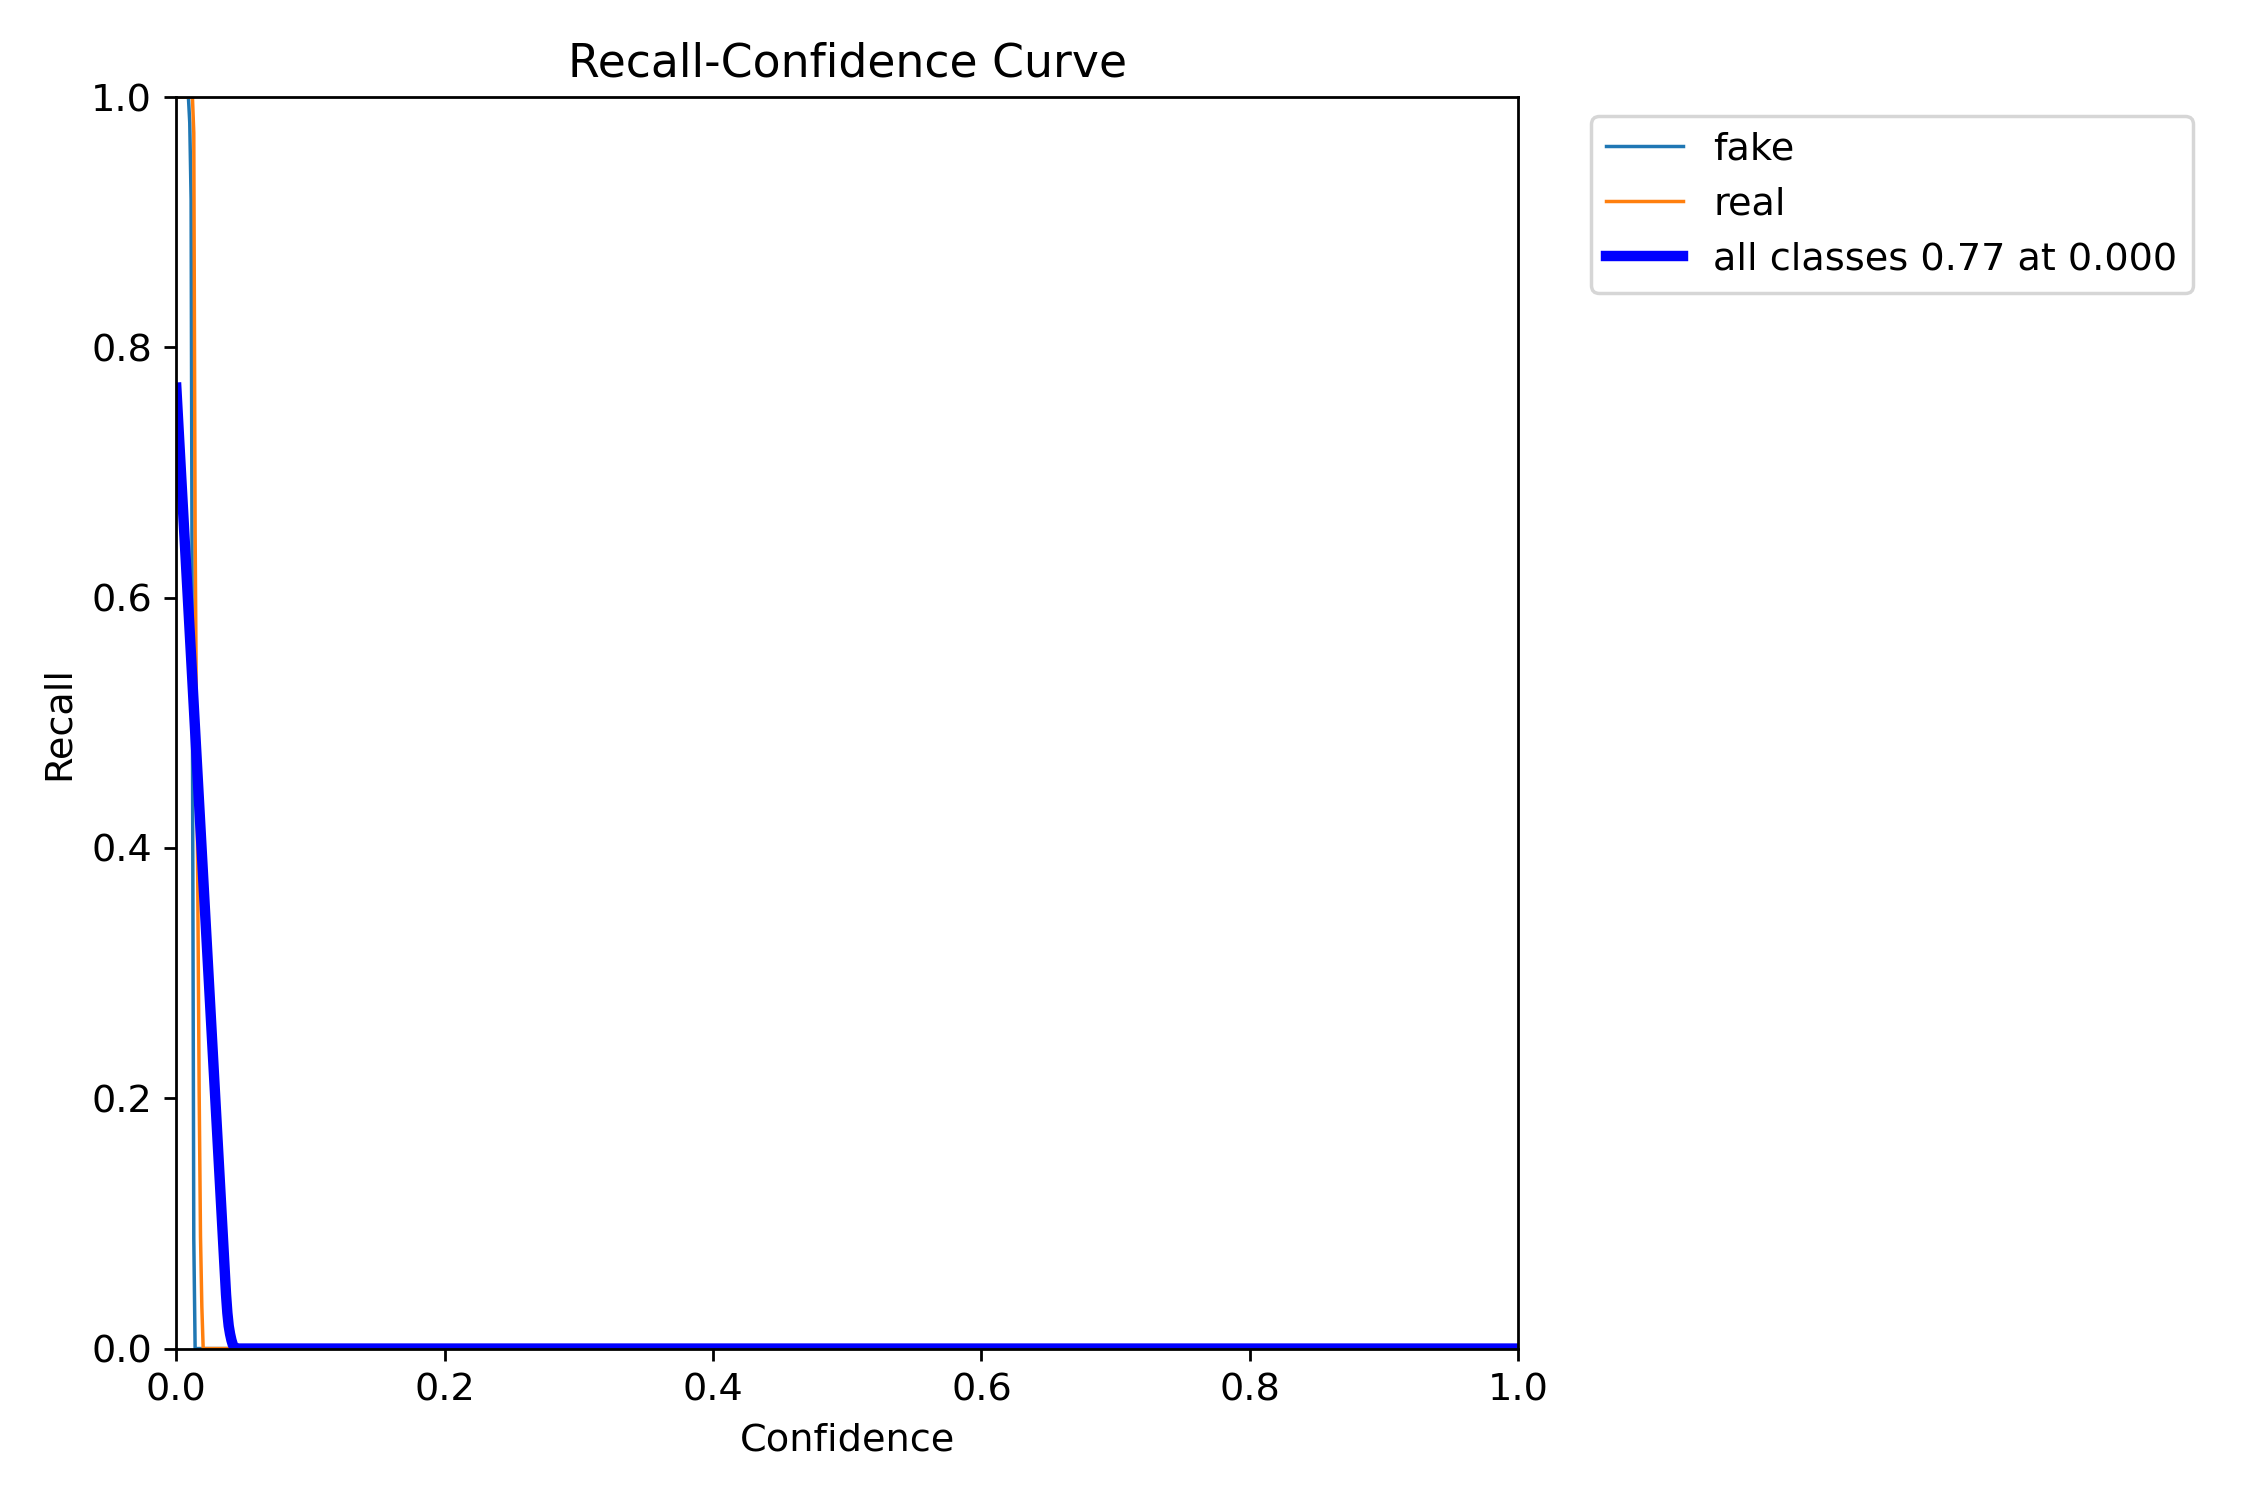 Recall-Confidence Curve
1.0
0.8
0.6
0.4
0.2
0.0
Recall
0.0 0.2 0.4 0.6 0.8 1.0
Confidence
fake
real
all classes 0.77 at 0.000